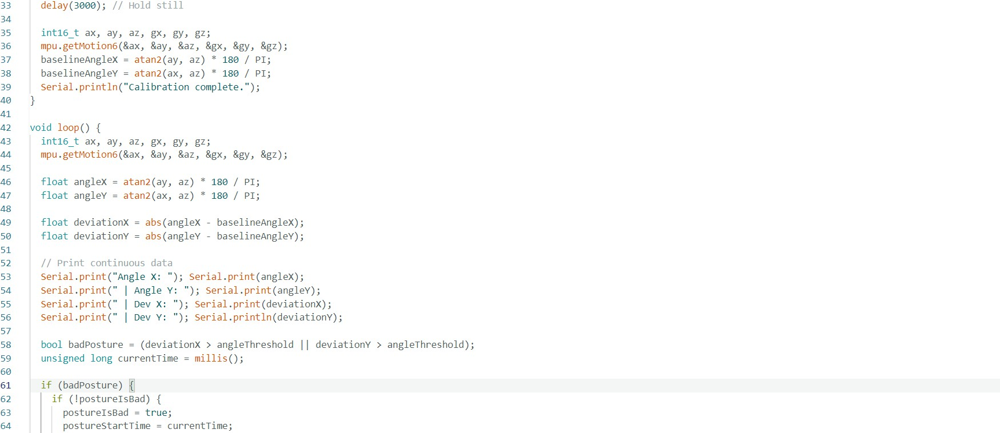 33 delay(3000); // Hold still
34
35 int16_t ax, ay, az, gx, gy, gz;
36 mpu.getMotion6(&ax, &ay, &az, &gx, &gy, &gz);
37 baselineAngleX = atan2(ay, az) * 180 / PI;
38 baselineAngleY = atan2(ax, az) * 180 / PI;
39 Serial.println("Calibration complete.");
40 }
41
42 void loop() {
43 int16_t ax, ay, az, gx, gy, gz;
44 mpu.getMotion6(&ax, &ay, &az, &gx, &gy, &gz);
45
46 float angleX = atan2(ay, az) * 180 / PI;
47 float angleY = atan2(ax, az) * 180 / PI;
48
49 float deviationX = abs(angleX - baselineAngleX);
50 float deviationY = abs(angleY - baselineAngleY);
51
52 // Print continuous data
53 Serial.print("Angle X: "); Serial.print(angleX);
54 Serial.print(" | Angle Y: "); Serial.print(angleY);
55 Serial.print(" | Dev X: "); Serial.print(deviationX);
56 Serial.print(" | Dev Y: "); Serial.println(deviationY);
57
58 bool badPosture = (deviationX > angleThreshold || deviationY > angleThreshold);
59 unsigned long currentTime = millis();
60
61 if (badPosture) {
62 if (!postureIsBad) {
63 postureIsBad = true;
64 postureStartTime = currentTime;